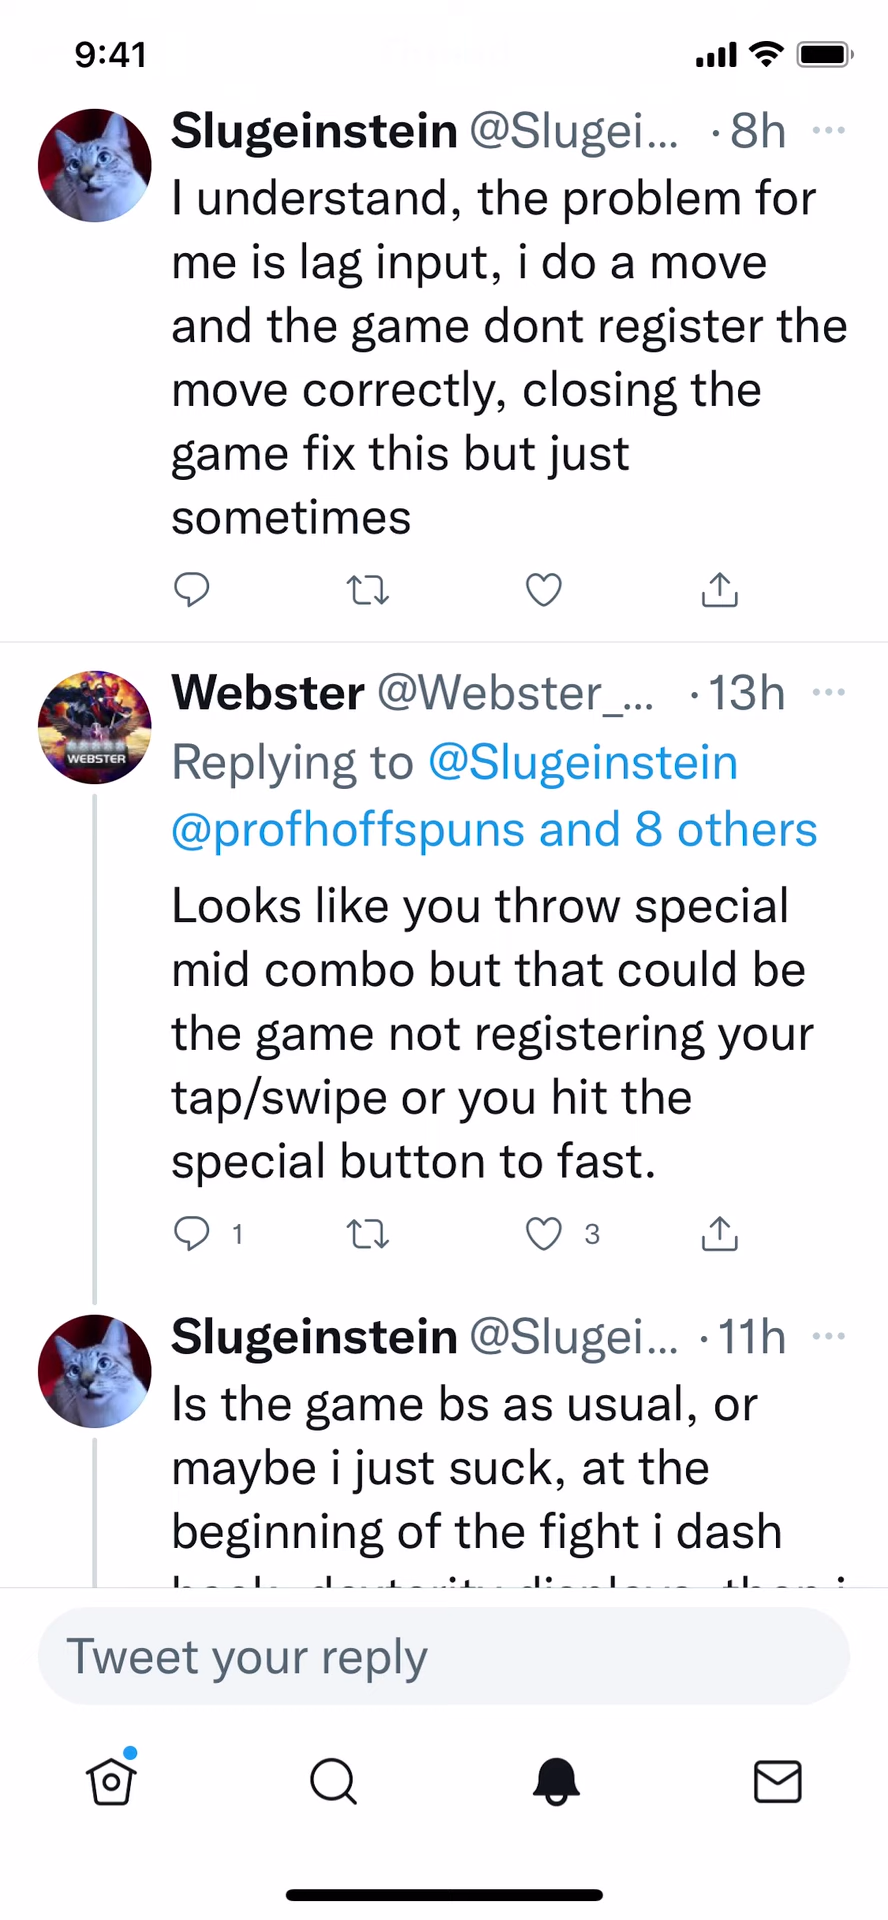 9:41
Slugeinstein @Slugei... · 8h
I understand, the problem for
me is lag input, i do a move
and the game dont register the
move correctly, closing the
game fix this but just
sometimes
Webster @Webster_... · 13h
WEBSTER
Replying to @Slugeinstein
@profhoffspuns and 8 others
Looks like you throw special
mid combo but that could be
the game not registering your
tap/swipe or you hit the
special button to fast.
1 3
Slugeinstein @Slugei... · 11h
Is the game bs as usual, or
maybe i just suck, at the
beginning of the fight i dash
Tweet your reply